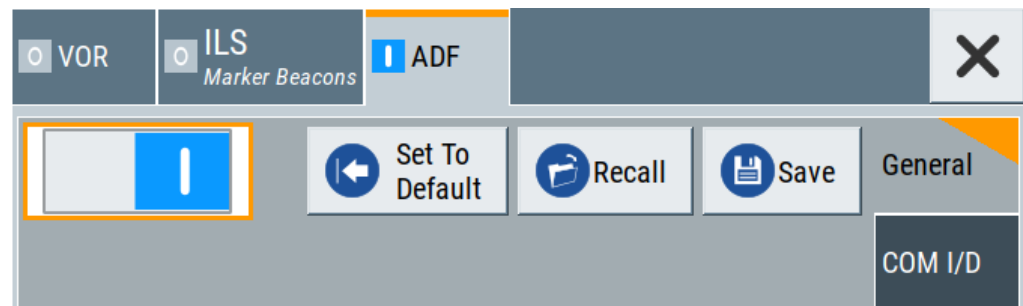 VOR
ILS
Marker Beacons
ADF
Set To
Default
Recall
Save
General
COM I/D